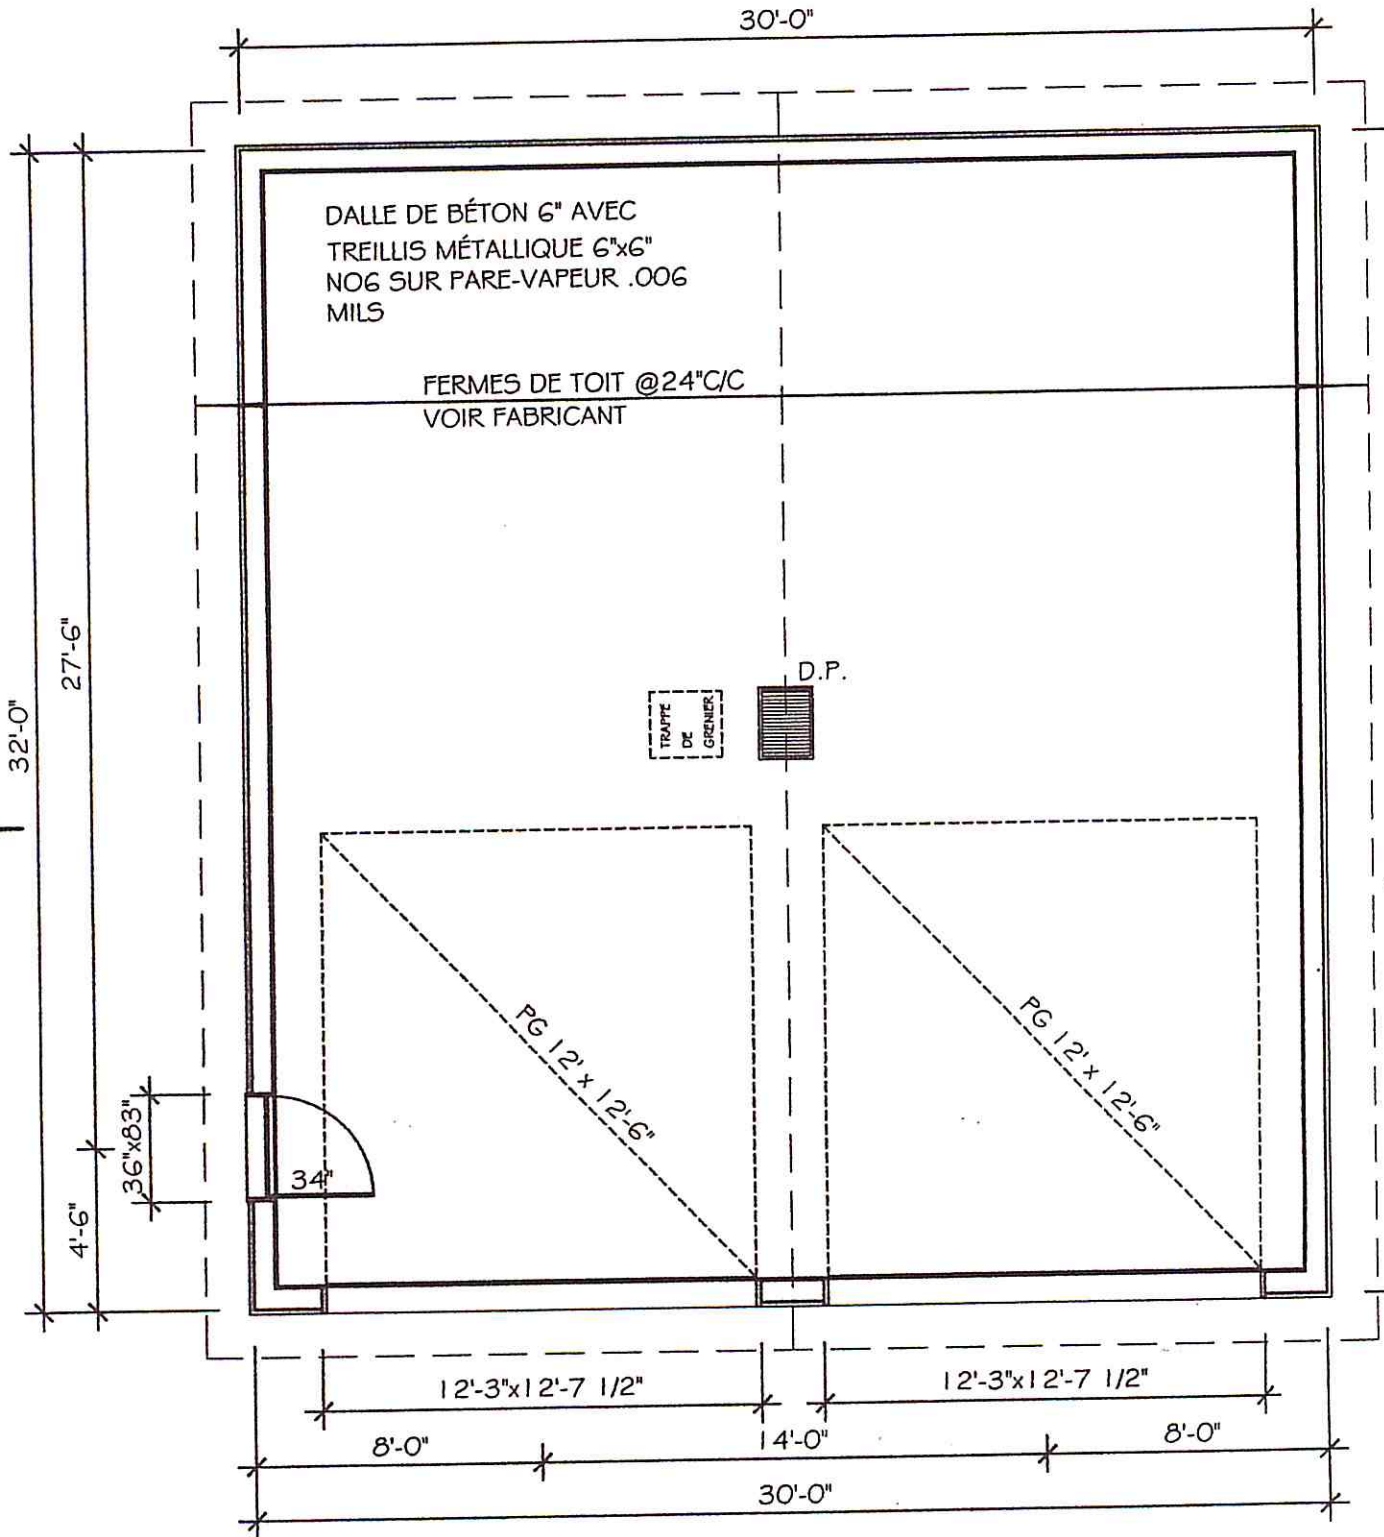 30'-0"
DALLE DE BÉTON 6" AVEC
TREILLIS MÉTALLIQUE 6"x6"
NO6 SUR PARE-VAPEUR .006
MILS
FERMES DE TOIT @24"C/C
VOIR FABRICANT
27'-6"
32'-0"
D.P.
TRAPPE
DE
GRENIER
PG 12' x 12'-6"
PG 12' x 12'-6"
36"x83"
34"
4'-6"
12'-3"x12'-7 1/2"
12'-3"x12'-7 1/2"
8'-0"
14'-0"
8'-0"
30'-0"